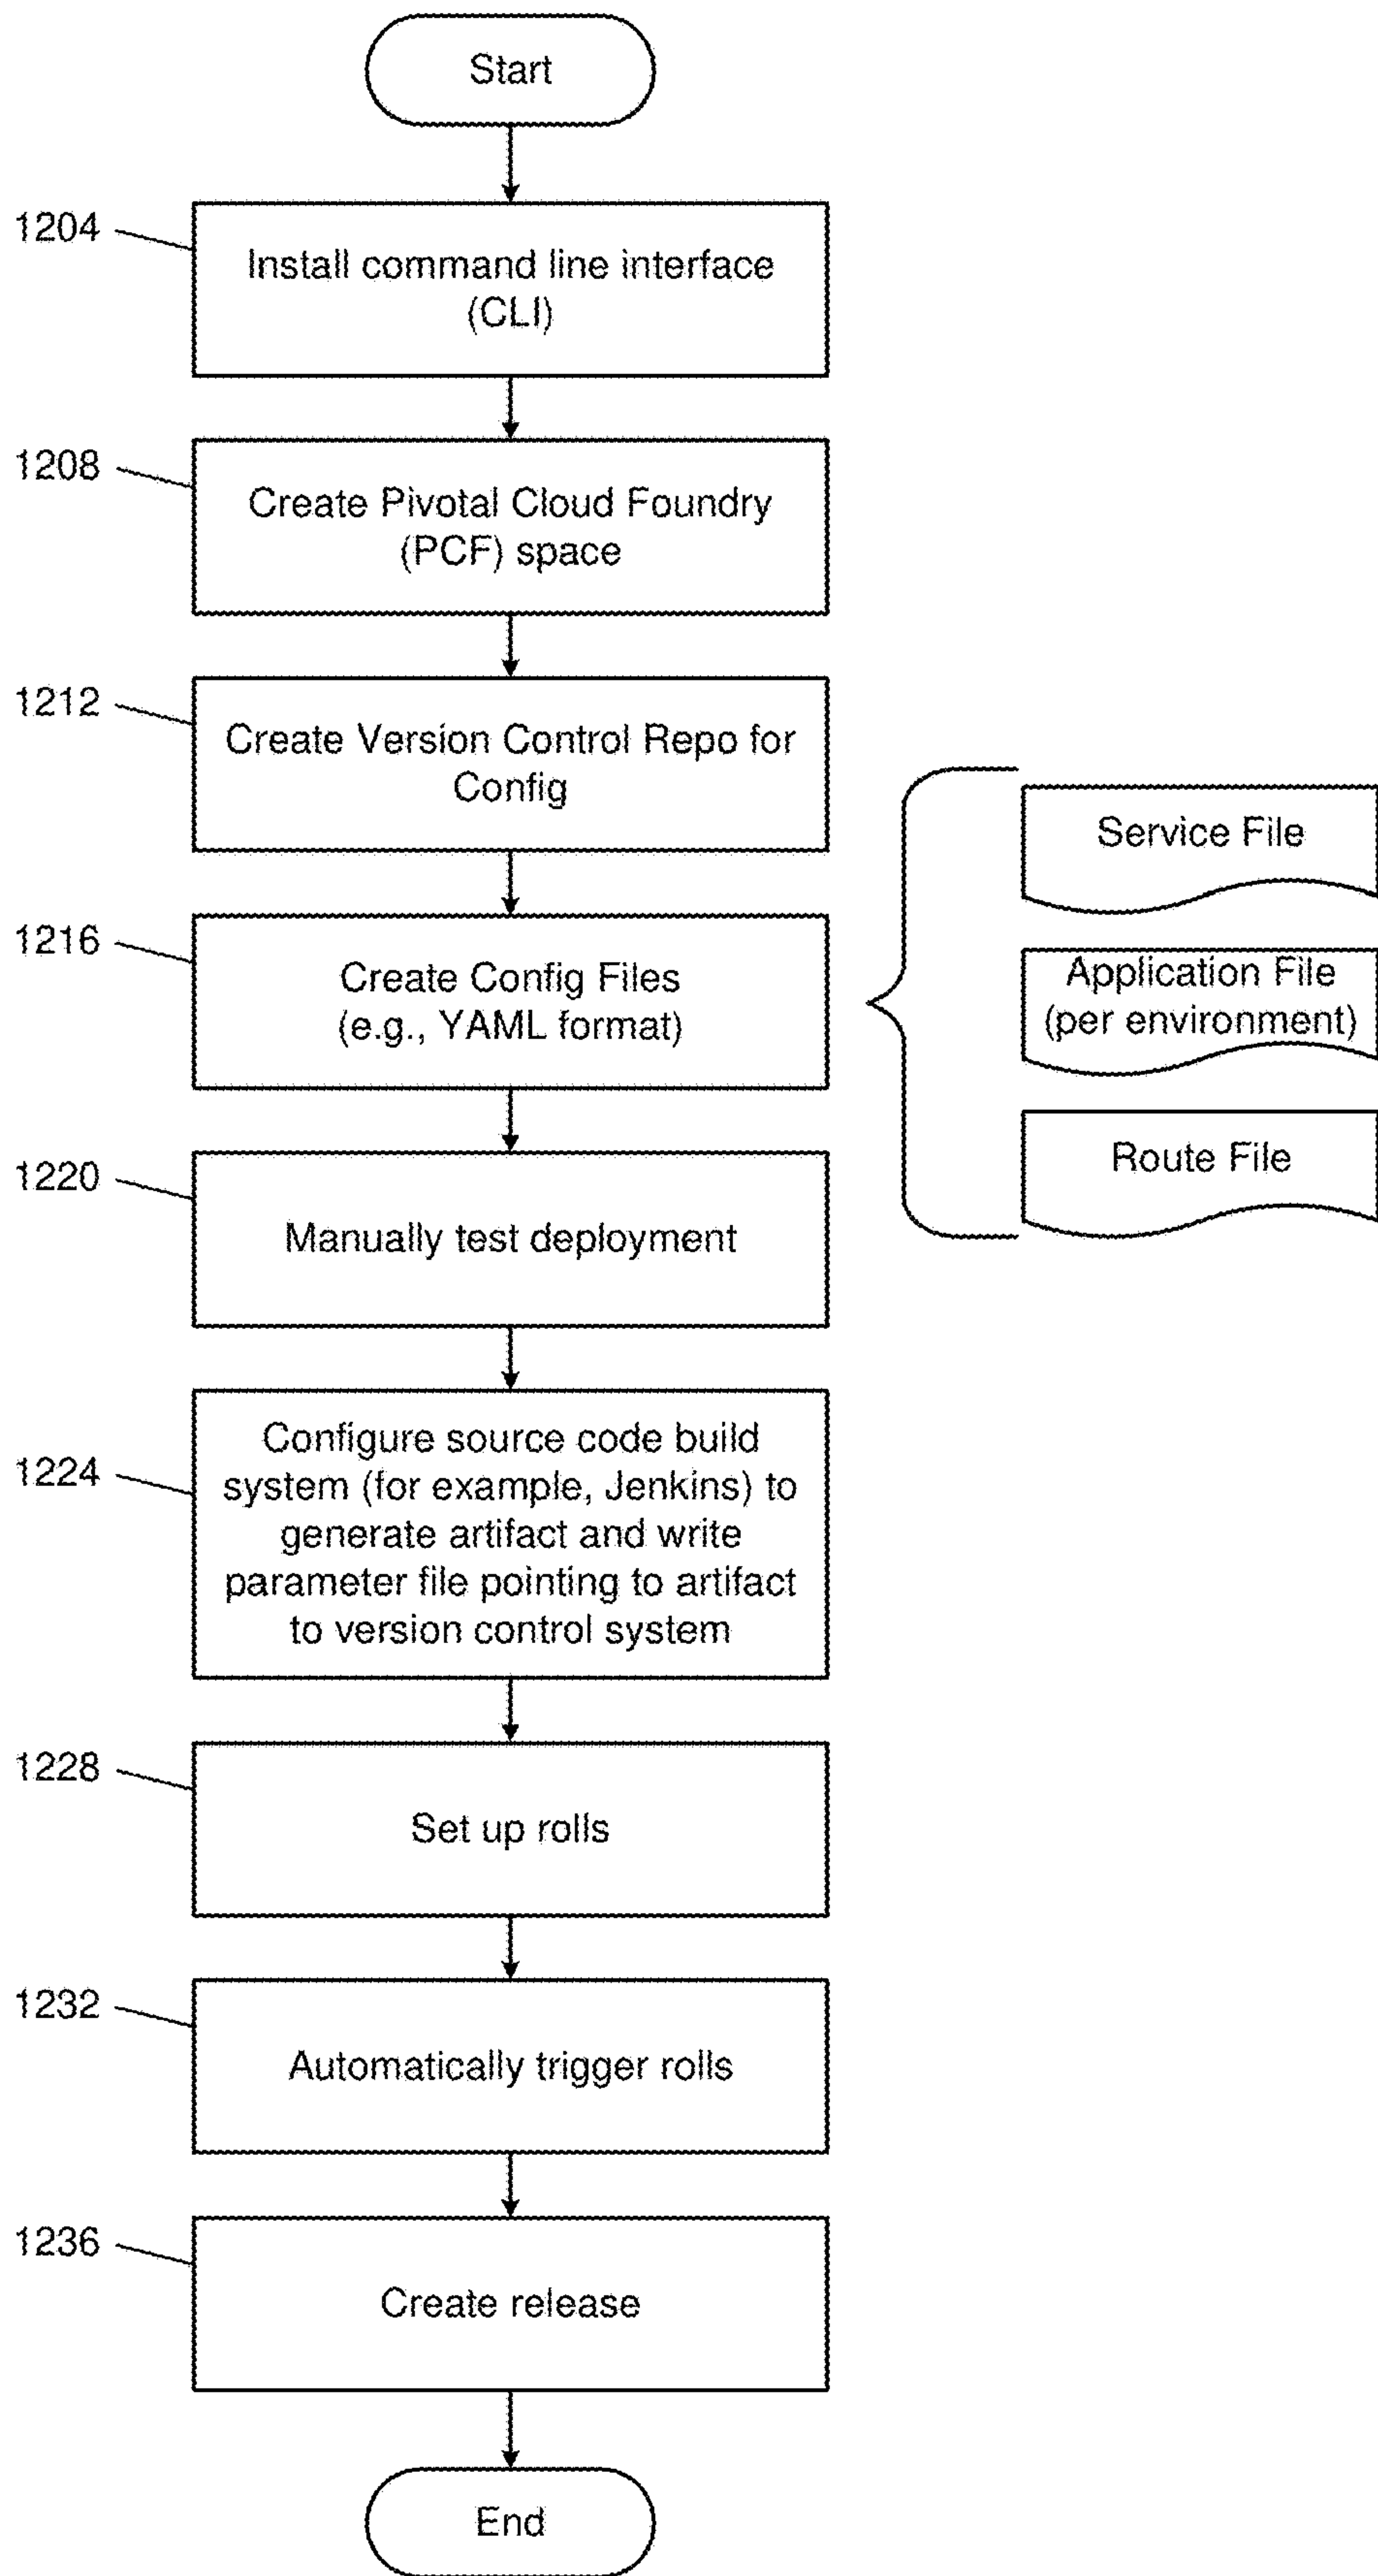 Start
1204
Install command line interface
(CLI)
1208
Create Pivotal Cloud Foundry
(PCF) space
1212
Create Version Control Repo for
Config
1216
Create Config Files
(e.g., YAML format)
Service File
Application File
(per environment)
Route File
1220
Manually test deployment
1224
Configure source code build
system (for example, Jenkins) to
generate artifact and write
parameter file pointing to artifact
to version control system
1228
Set up rolls
1232
Automatically trigger rolls
1236
Create release
End